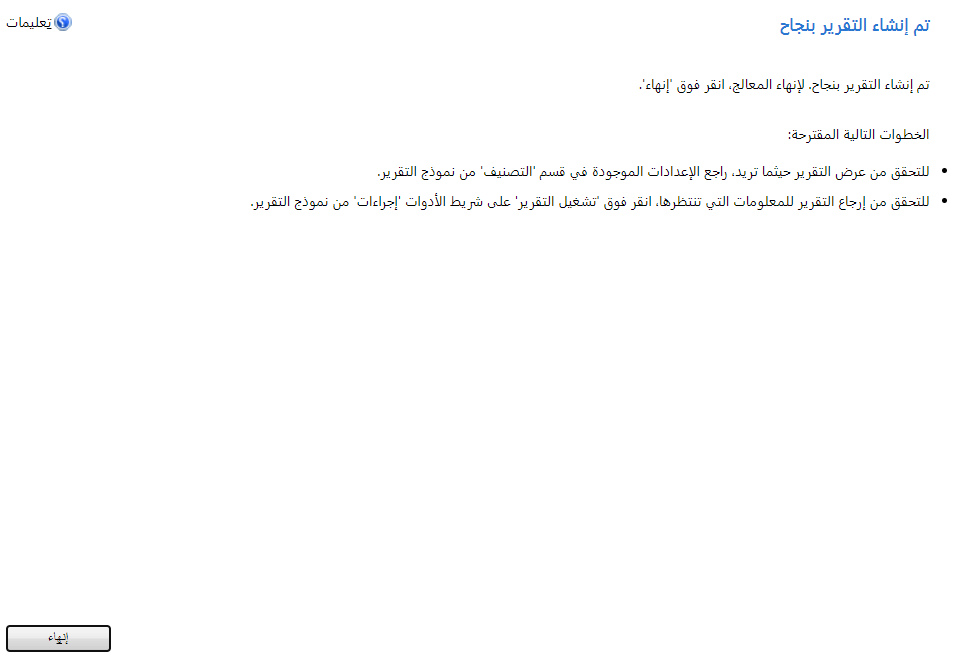 تم إنشاء التقرير بنجاح
تعليمات
تم إنشاء التقرير بنجاح. لإنهاء المعالج، انقر فوق 'إنهاء'.
الخطوات التالية المقترحة:
للتحقق من عرض التقرير حيثما تريد، راجع الإعدادات الموجودة في قسم 'التصنيف' من نموذج التقرير.
للتحقق من إرجاع التقرير للمعلومات التي تنتظرها، انقر فوق 'تشغيل التقرير' على شريط الأدوات 'إجراءات' من نموذج التقرير.
إنهاء